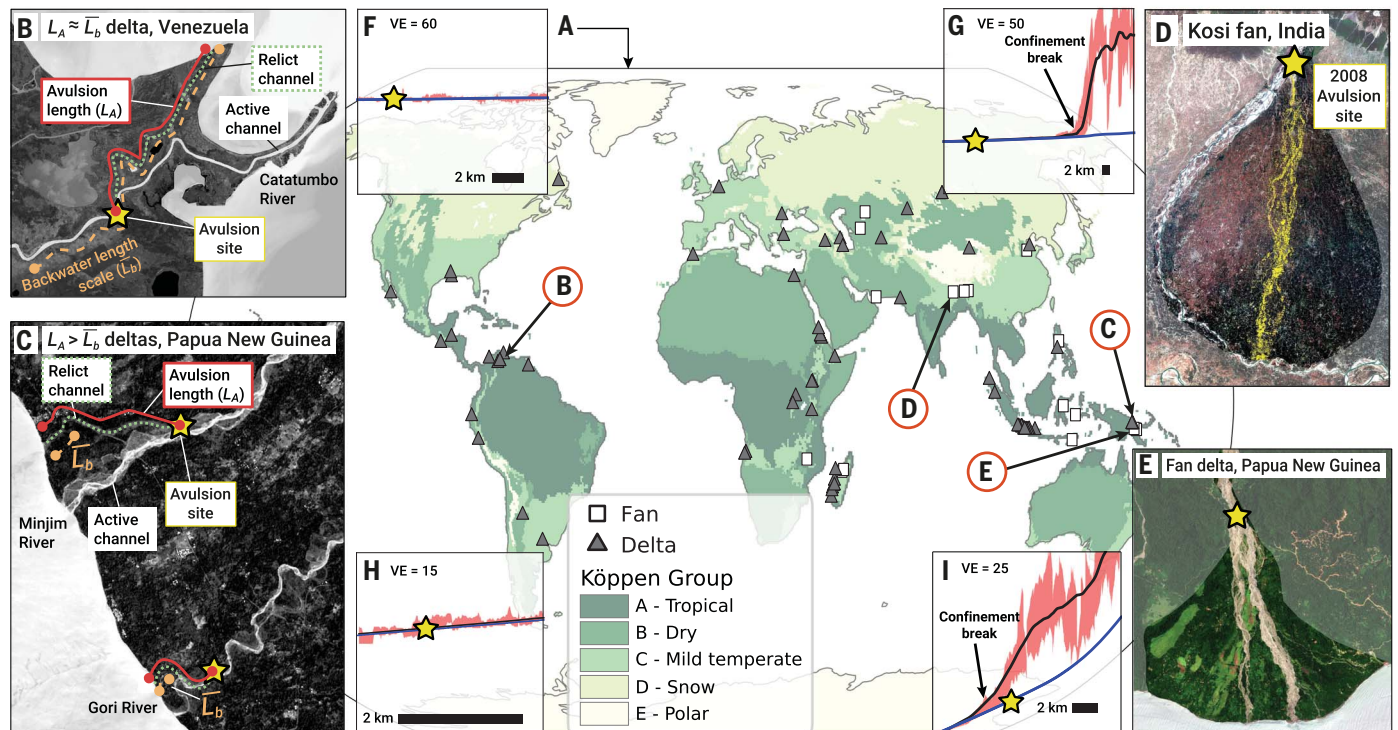 B L_A ≈ L̅_b delta, Venezuela
Avulsion
length (L_A)
Relict
channel
Active
channel
Catatumbo
River
Avulsion
site
Backwater length
scale (L_b)
C L_A > L̅_b deltas, Papua New Guinea
Relict
channel
Avulsion
length (L_A)
L̅_b
Avulsion
site
Active
channel
Minjim
River
Gori River
L̅_b
F VE = 60
2 km
A
G VE = 50
Confinement
break
2 km
D Kosi fan, India
2008
Avulsion
site
B
C
D
E
Fan
Delta
Köppen Group
A - Tropical
B - Dry
C - Mild temperate
D - Snow
E - Polar
H VE = 15
2 km
I VE = 25
Confinement
break
2 km
E Fan delta, Papua New Guinea